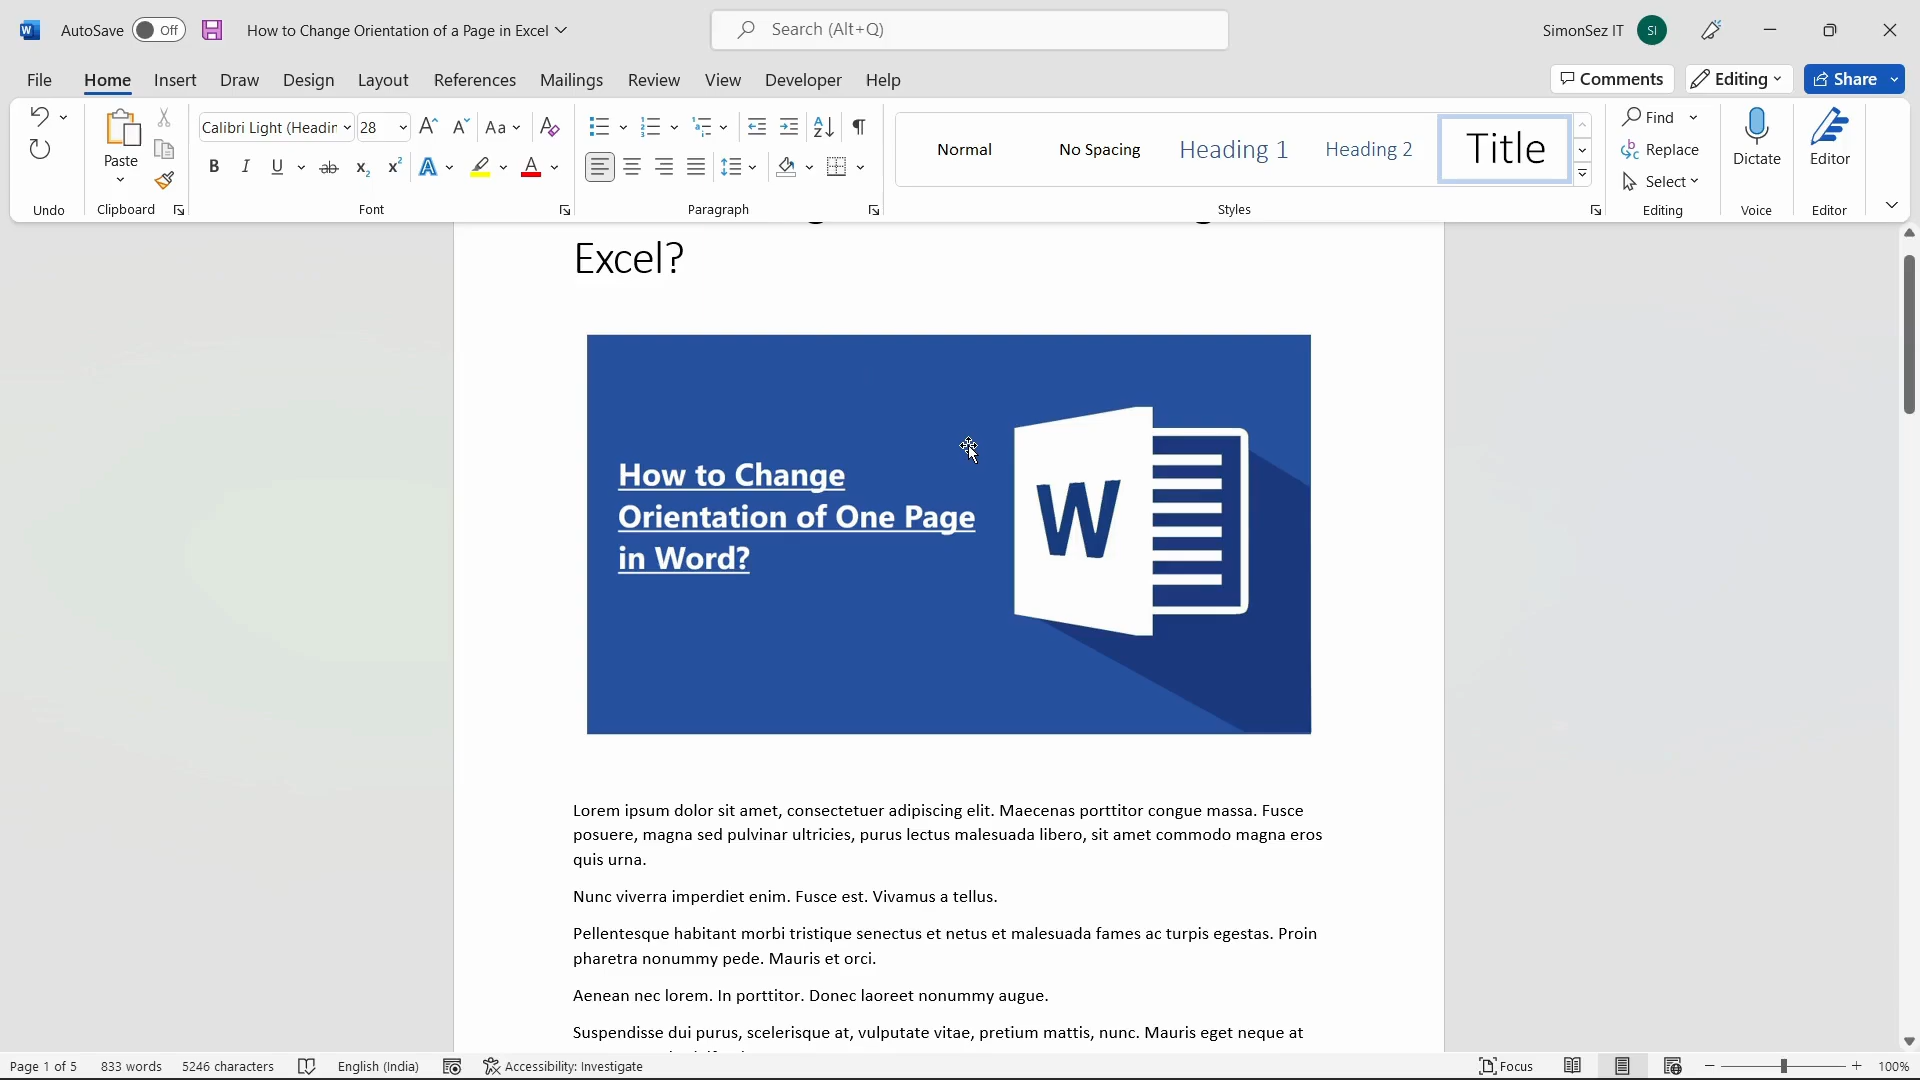 AutoSave Off How to Change Orientation of a Page in Excel Search (Alt+Q) SimonSez IT SI
File Home Insert Draw Design Layout References Mailings Review View Developer Help Comments Editing Share
Paste
Calibri Light (Headin 28
Aa
B I U ab x₂ x² A A
Normal No Spacing Heading 1 Heading 2 Title
Find
Replace
Select
Dictate
Editor
Undo Clipboard Font Paragraph Styles Editing Voice Editor
Excel?
How to Change
Orientation of One Page
in Word?
W
Lorem ipsum dolor sit amet, consectetuer adipiscing elit. Maecenas porttitor congue massa. Fusce
posuere, magna sed pulvinar ultricies, purus lectus malesuada libero, sit amet commodo magna eros
quis urna.
Nunc viverra imperdiet enim. Fusce est. Vivamus a tellus.
Pellentesque habitant morbi tristique senectus et netus et malesuada fames ac turpis egestas. Proin
pharetra nonummy pede. Mauris et orci.
Aenean nec lorem. In porttitor. Donec laoreet nonummy augue.
Suspendisse dui purus, scelerisque at, vulputate vitae, pretium mattis, nunc. Mauris eget neque at
Page 1 of 5 833 words 5246 characters English (India) Accessibility: Investigate Focus 100%